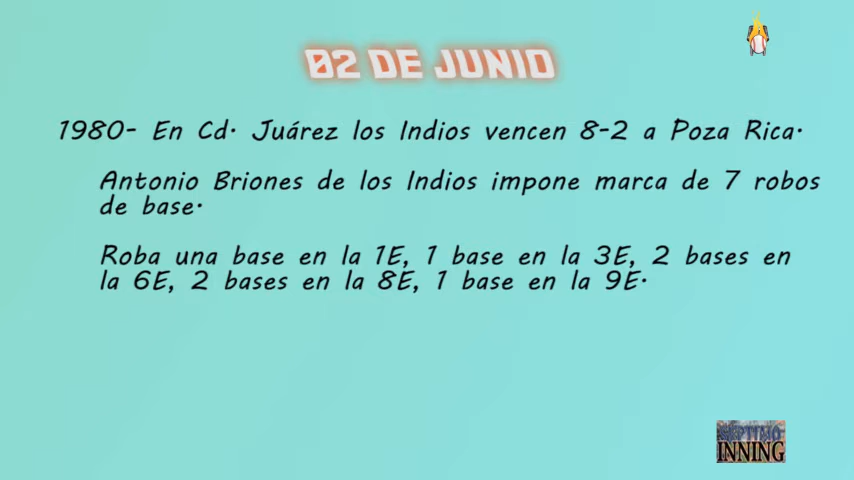 02 DE JUNIO
1980- En Cd. Juárez los Indios vencen 8-2 a Poza Rica.
Antonio Briones de los Indios impone marca de 7 robos
de base.
Roba una base en la 1E, 1 base en la 3E, 2 bases en
la 6E, 2 bases en la 8E, 1 base en la 9E.
SÉPTIMO
INNING